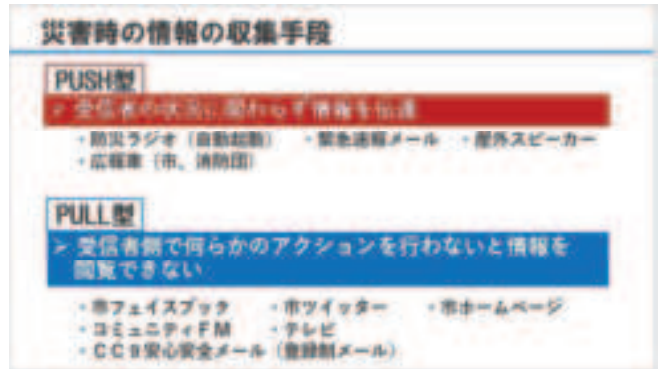 災害時の情報の収集手段
PUSH型
➢ 受信者の状況に関わらず情報を伝達
・防災ラジオ（自動起動） ・緊急速報メール ・屋外スピーカー
・広報車（市、消防団）
PULL型
➢ 受信者側で何らかのアクションを行わないと情報を
閲覧できない
・市フェイスブック ・市ツイッター ・市ホームページ
・コミュニティFM ・テレビ
・CC9安心安全メール（登録制メール）